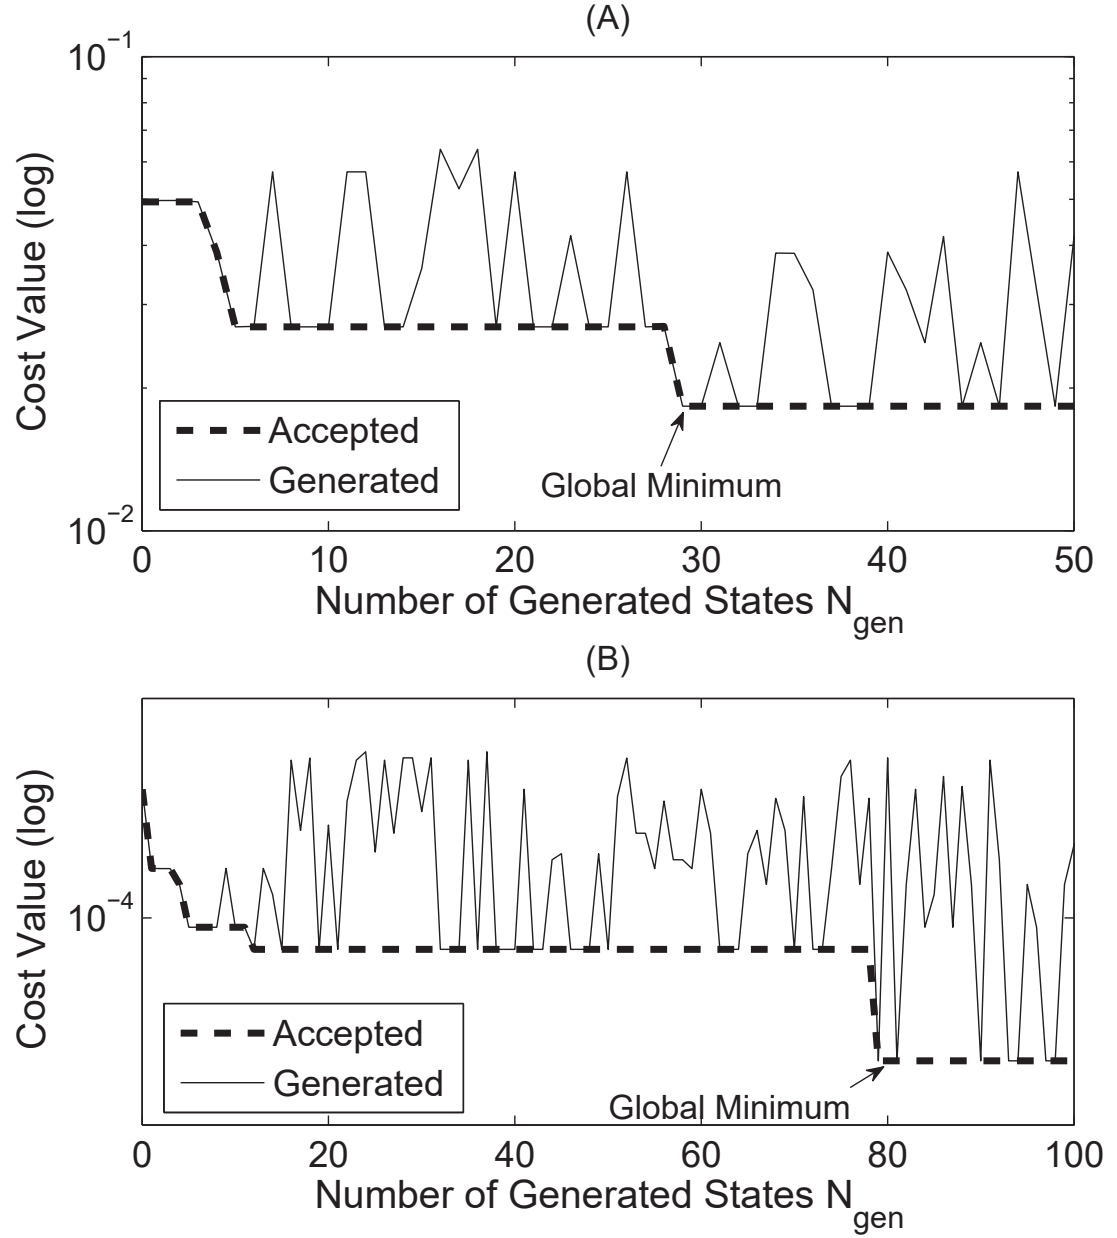 (A)
10−1
Cost Value (log)
Accepted
Generated
Global Minimum
10−2
0 10 20 30 40 50
Number of Generated States Ngen
(B)
10−4
Cost Value (log)
Accepted
Generated
Global Minimum
0 20 40 60 80 100
Number of Generated States Ngen